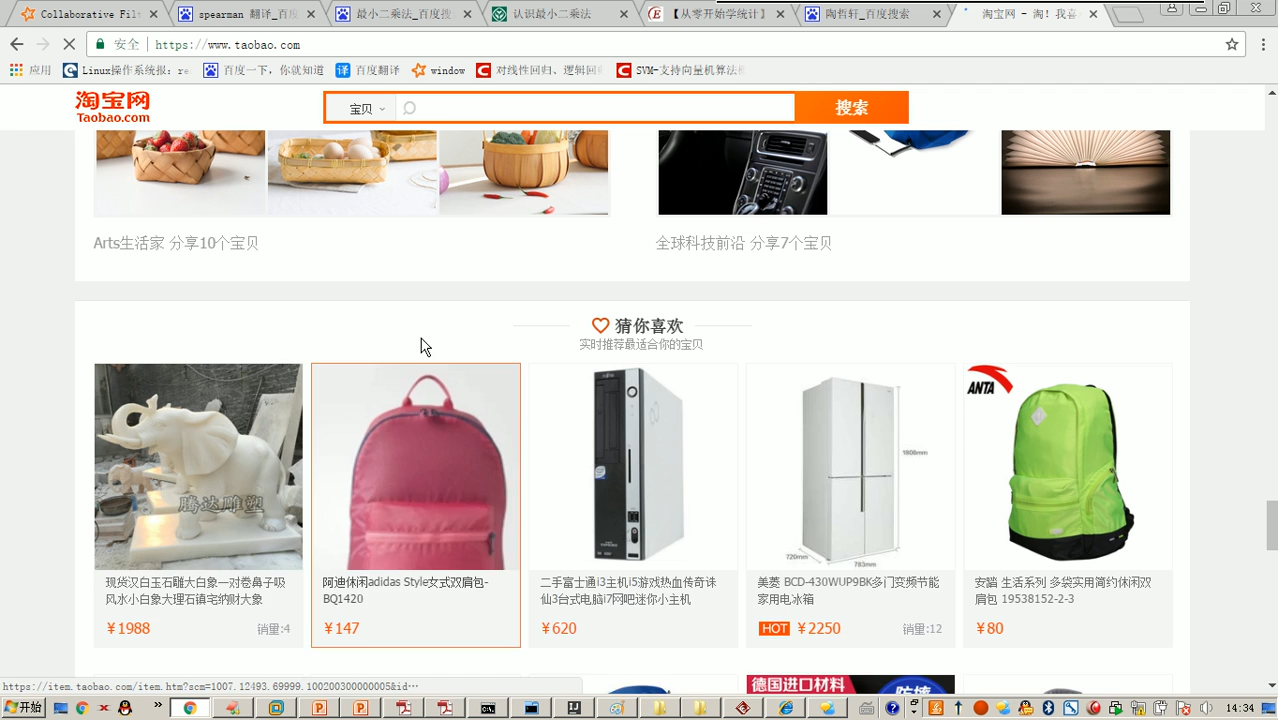 Collaborative Filt
spearman 翻译_百度
最小二乘法_百度搜
认识最小二乘法
【从零开始学统计】
陶哲轩_百度搜索
淘宝网 - 淘！我喜
安全 https://www.taobao.com
应用
Linux操作系统报：re
百度一下，你就知道
百度翻译
window
对线性回归、逻辑回归
SVM-支持向量机算法
淘宝网
Taobao.com
宝贝
搜索
Arts生活家 分享10个宝贝
全球科技前沿 分享7个宝贝
猜你喜欢
实时推荐最适合你的宝贝
腾达雕塑
1808mm
720mm
783mm
ANTA
现货汉白玉石雕大白象一对卷鼻子吸
风水小白象大理石镇宅纳财大象
¥1988 销量:4
阿迪休闲adidas Style女式双肩包-
BQ1420
¥147
二手富士通i3主机i5游戏热血传奇诛
仙3台式电脑i7网吧迷你小主机
¥620
美菱 BCD-430WUP9BK多门变频节能
家用电冰箱
HOT ¥2250 销量:12
安踏 生活系列 多袋实用简约休闲双
肩包 19538152-2-3
¥80
https://item.taobao.com/item.htm?scm=1007.12493.69999.100200300000005&id…
德国进口材料
开始
14:34